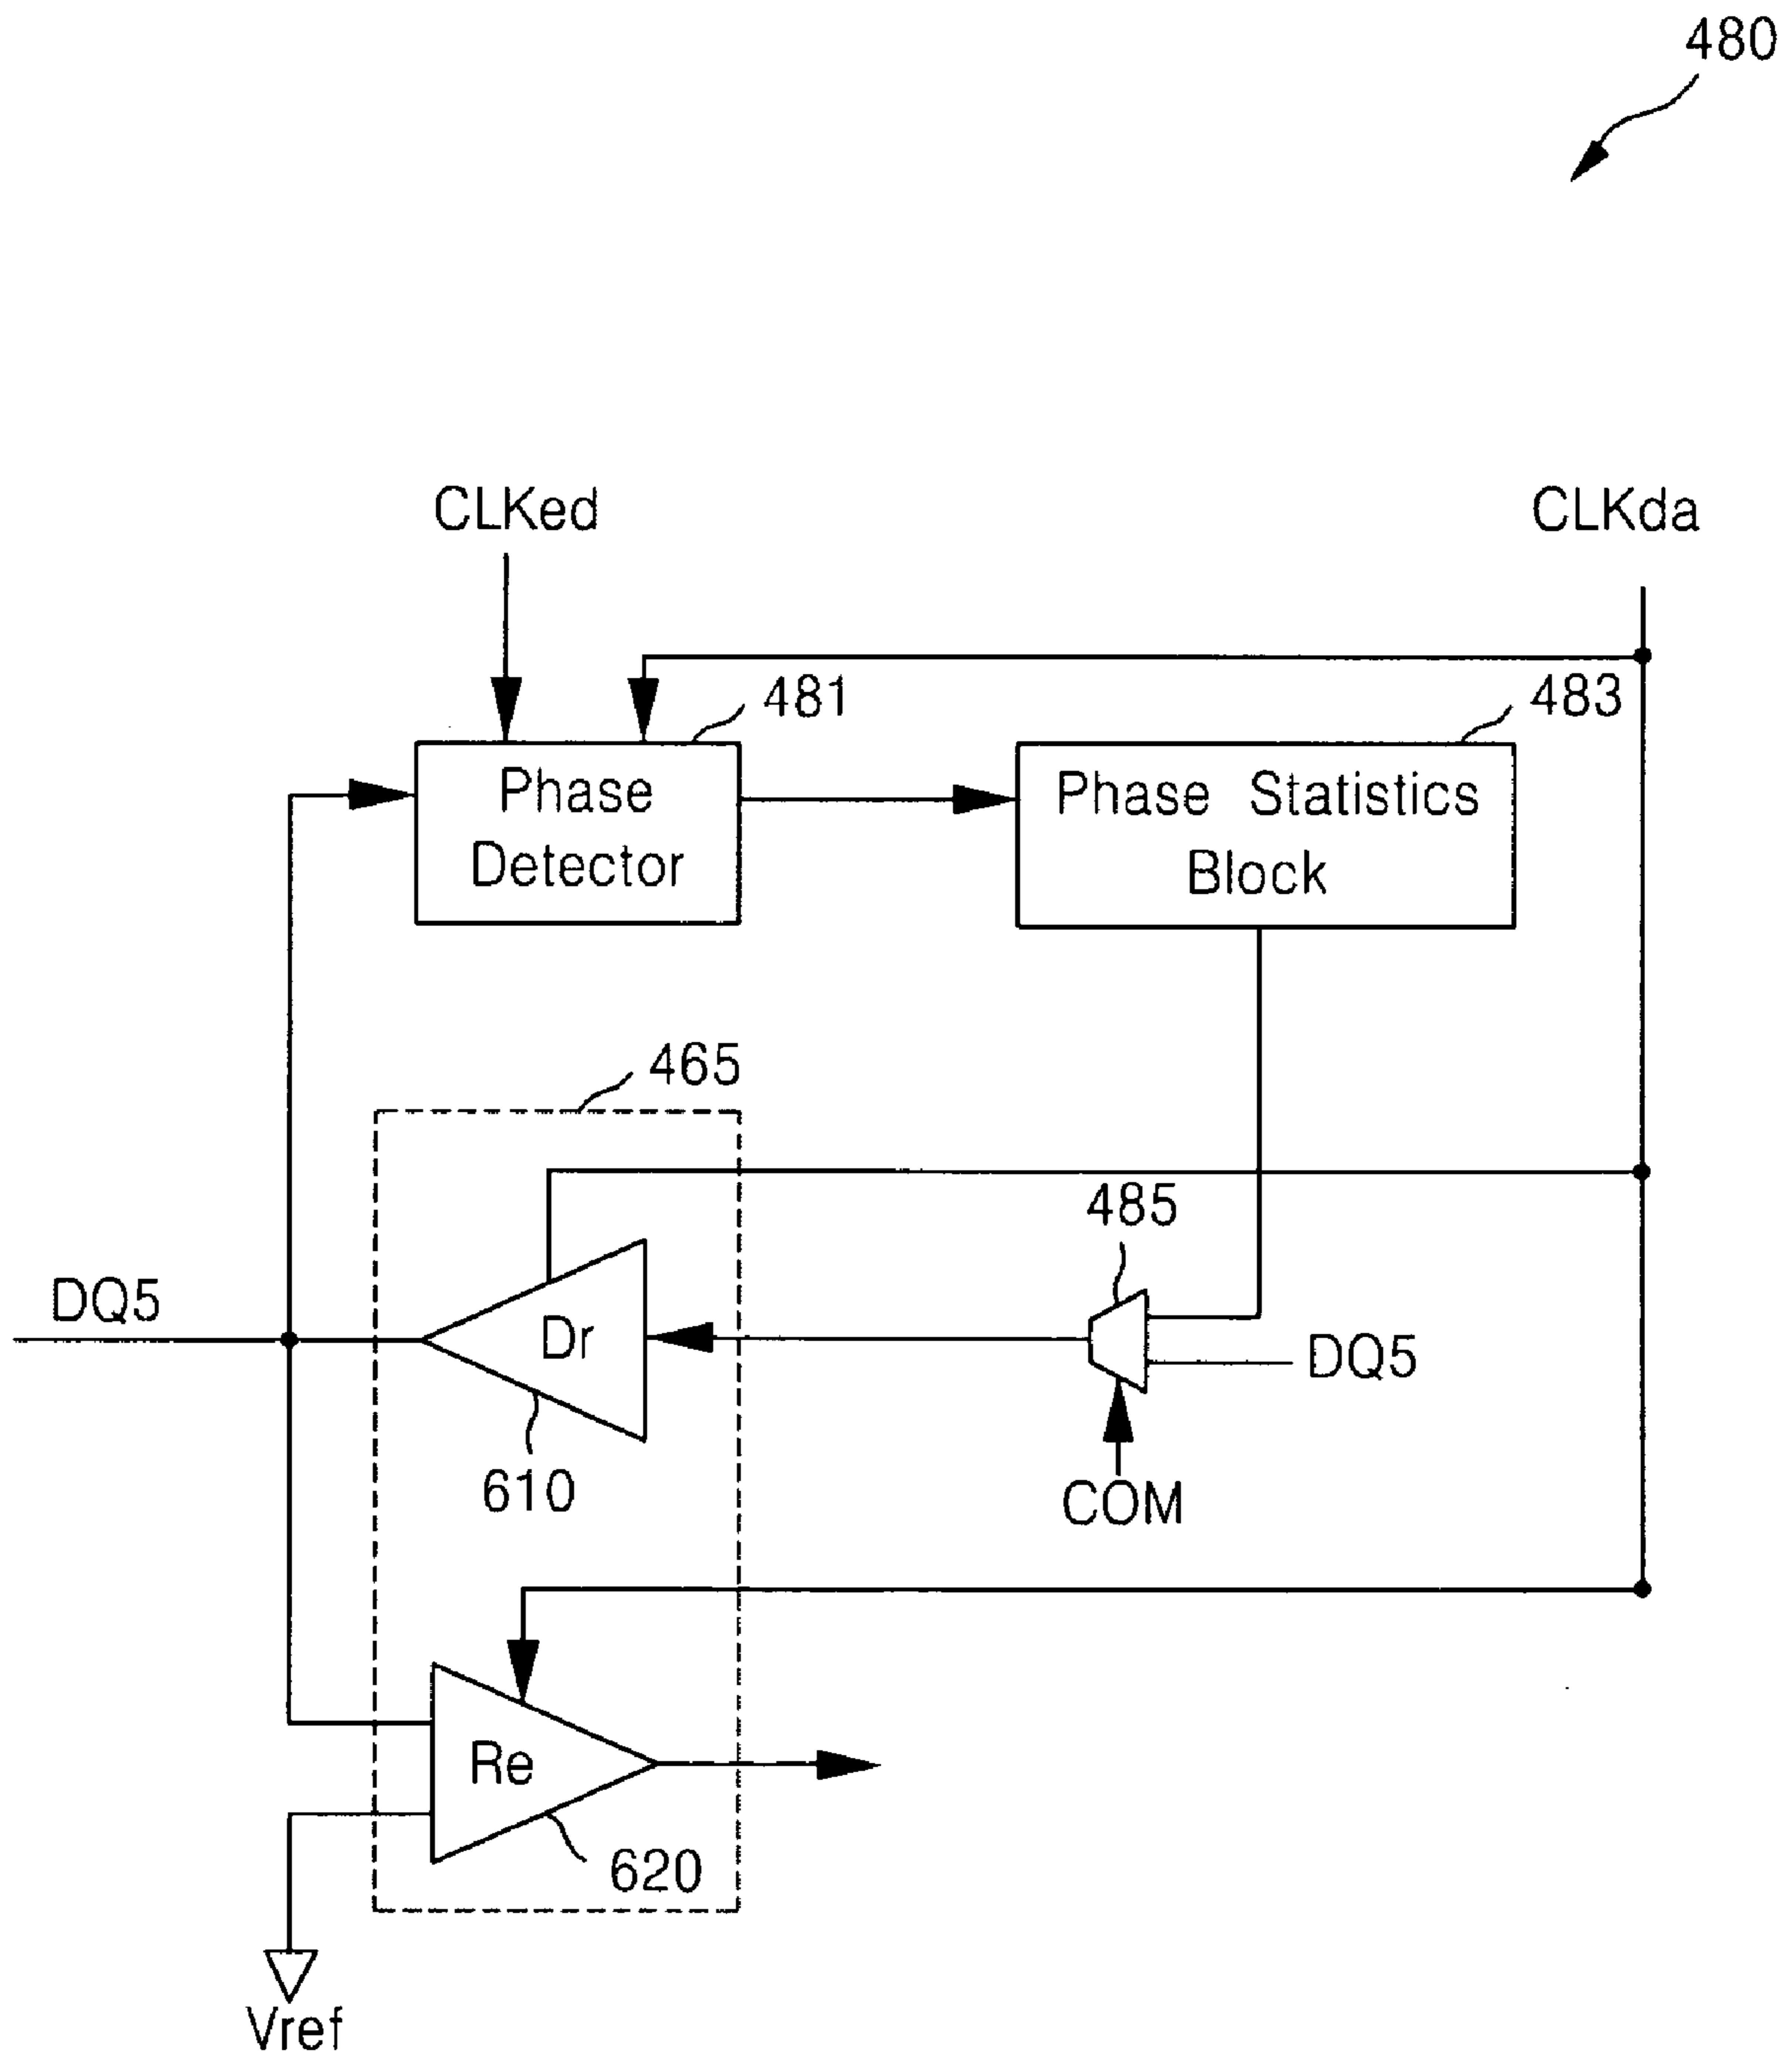 480
CLKed
CLKda
481
483
Phase
Detector
Phase Statistics
Block
465
485
DQ5
Dr
DQ5
610
COM
Re
620
Vref